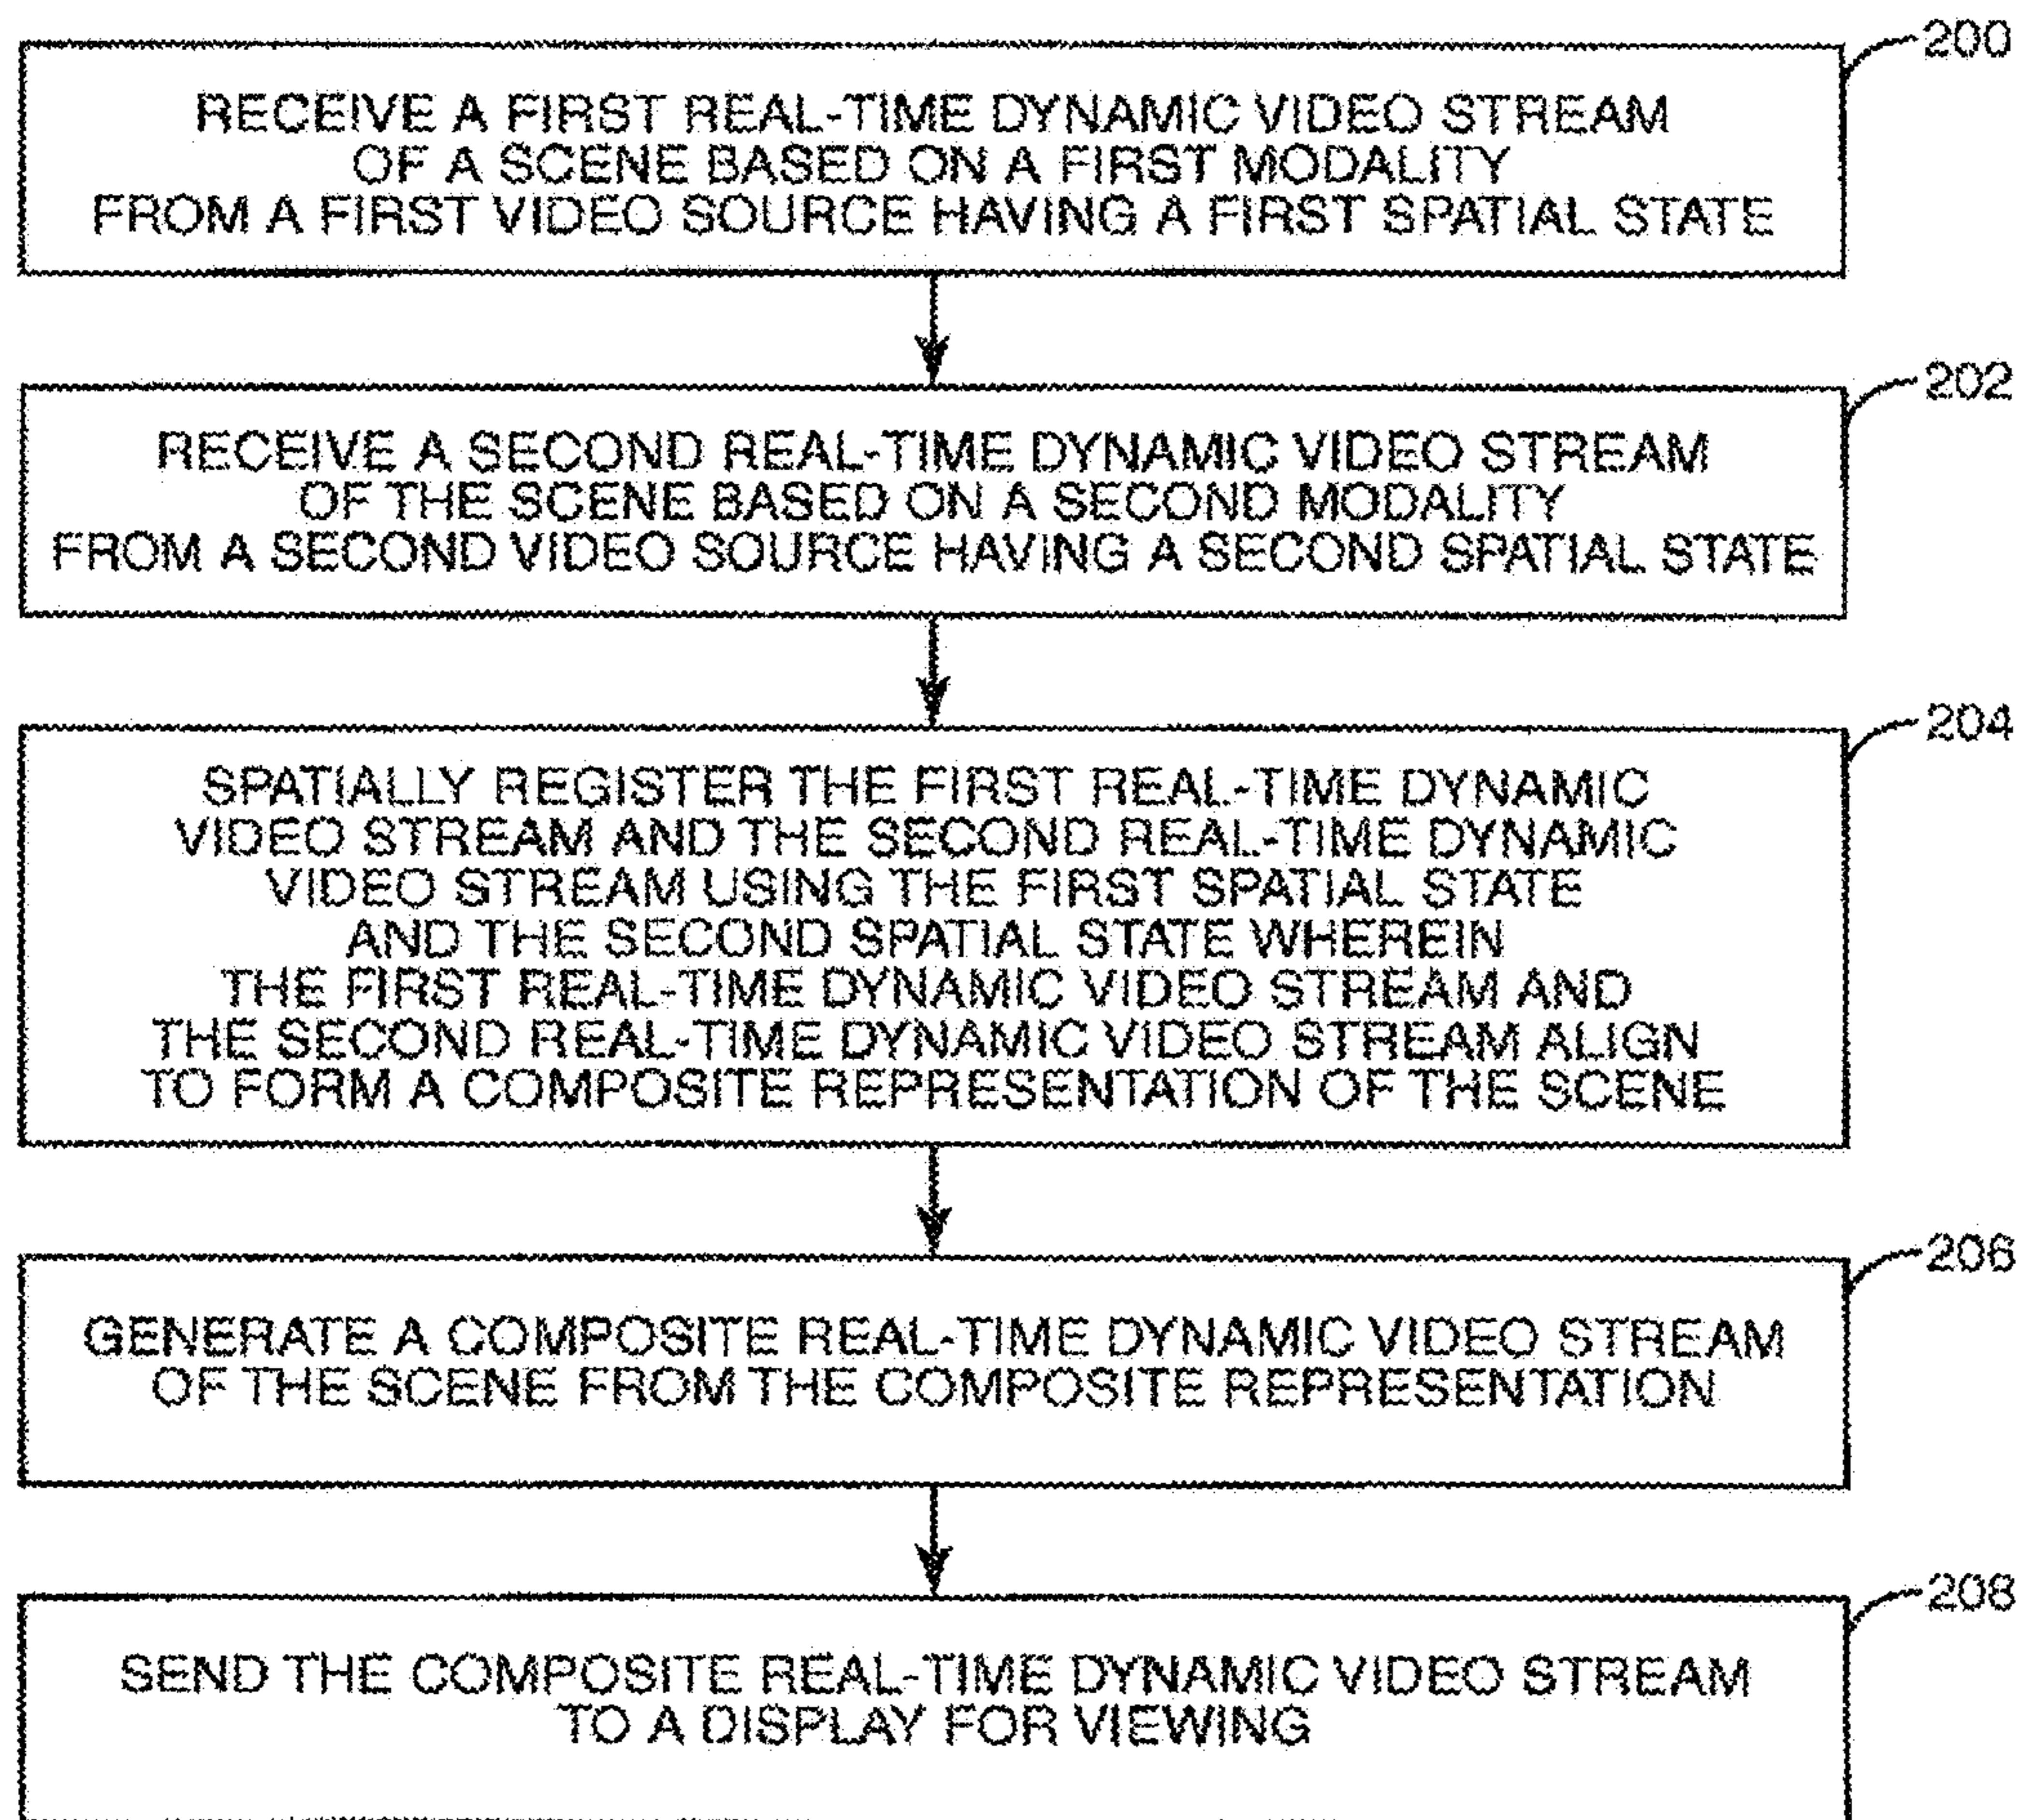 200
RECEIVE A FIRST REAL-TIME DYNAMIC VIDEO STREAM
OF A SCENE BASED ON A FIRST MODALITY
FROM A FIRST VIDEO SOURCE HAVING A FIRST SPATIAL STATE
202
RECEIVE A SECOND REAL-TIME DYNAMIC VIDEO STREAM
OF THE SCENE BASED ON A SECOND MODALITY
FROM A SECOND VIDEO SOURCE HAVING A SECOND SPATIAL STATE
204
SPATIALLY REGISTER THE FIRST REAL-TIME DYNAMIC
VIDEO STREAM AND THE SECOND REAL-TIME DYNAMIC
VIDEO STREAM USING THE FIRST SPATIAL STATE
AND THE SECOND SPATIAL STATE WHEREIN
THE FIRST REAL-TIME DYNAMIC VIDEO STREAM AND
THE SECOND REAL-TIME DYNAMIC VIDEO STREAM ALIGN
TO FORM A COMPOSITE REPRESENTATION OF THE SCENE
206
GENERATE A COMPOSITE REAL-TIME DYNAMIC VIDEO STREAM
OF THE SCENE FROM THE COMPOSITE REPRESENTATION
208
SEND THE COMPOSITE REAL-TIME DYNAMIC VIDEO STREAM
TO A DISPLAY FOR VIEWING